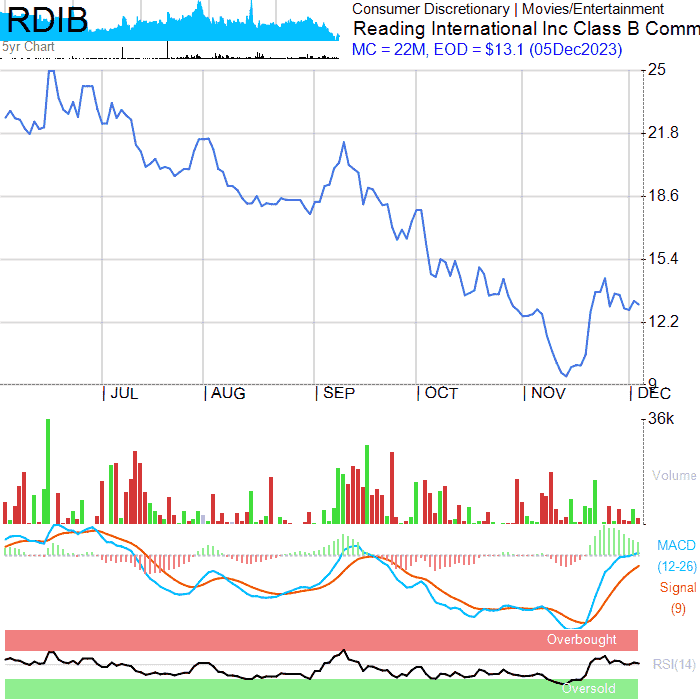 RDIB
5yr Chart
Consumer Discretionary | Movies/Entertainment
Reading International Inc Class B Comm
MC = 22M, EOD = $13.1 (05Dec2023)
25
21.8
18.6
15.4
12.2
9
JUL
AUG
SEP
OCT
NOV
DEC
36k
Volume
MACD
(12-26)
Signal
(9)
Overbought
RSI(14)
Oversold